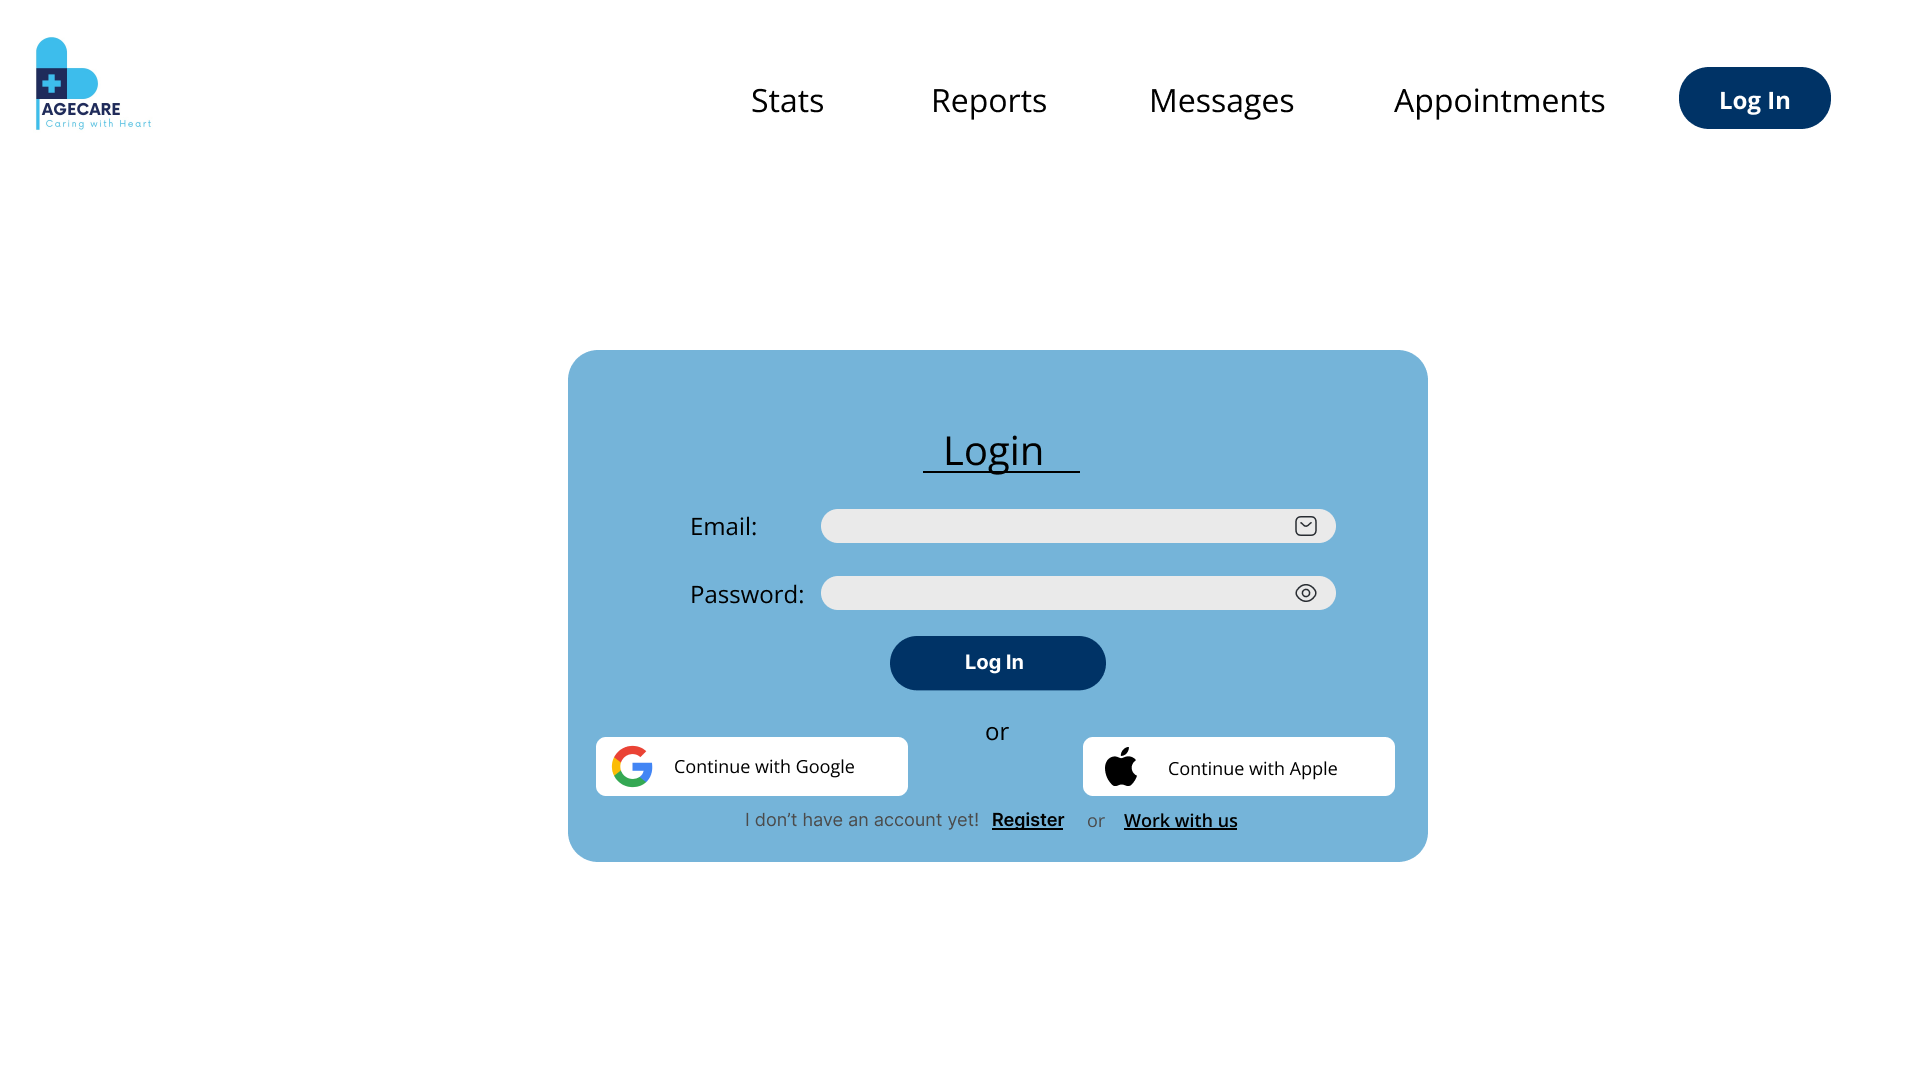 AGECARE
Caring with Heart
Stats Reports Messages Appointments Log In
Login
Email:
Password:
Log In
or
Continue with Google Continue with Apple
I don’t have an account yet! Register or Work with us